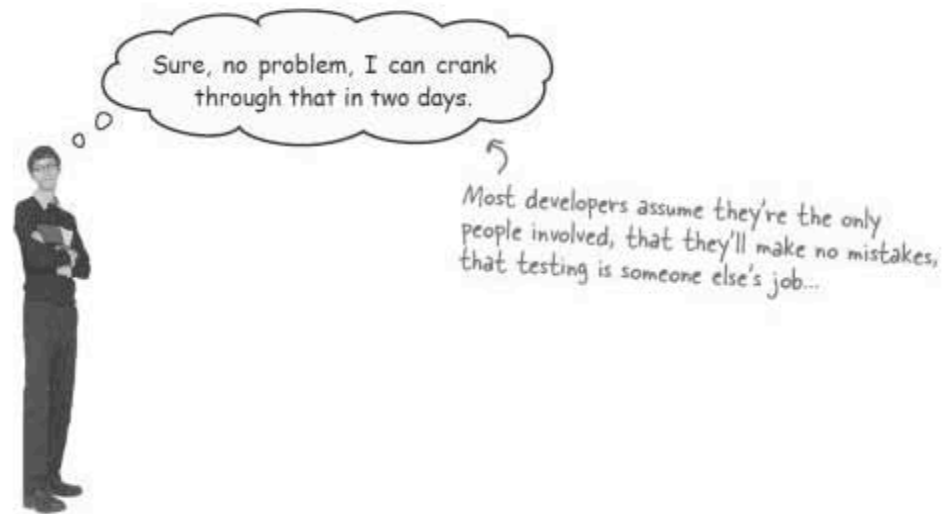 Sure, no problem, I can crank
through that in two days.
Most developers assume they're the only
people involved, that they'll make no mistakes,
that testing is someone else's job...